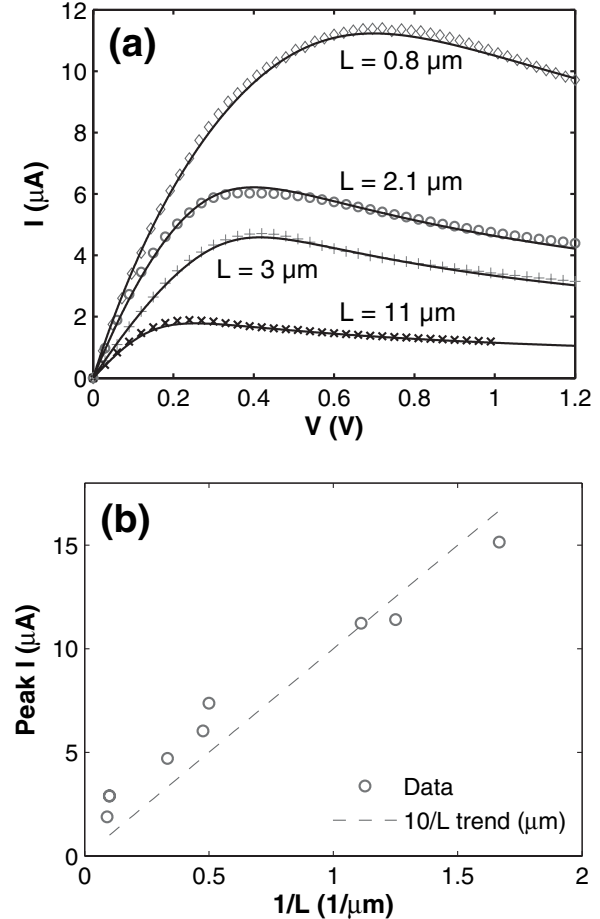 12
10
8
6
4
2
0
I (μA)
(a)
L = 0.8 μm
L = 2.1 μm
L = 3 μm
L = 11 μm
0 0.2 0.4 0.6 0.8 1 1.2
V (V)
15
10
5
0
Peak I (μA)
(b)
Data
10/L trend (μm)
0 0.5 1 1.5 2
1/L (1/μm)